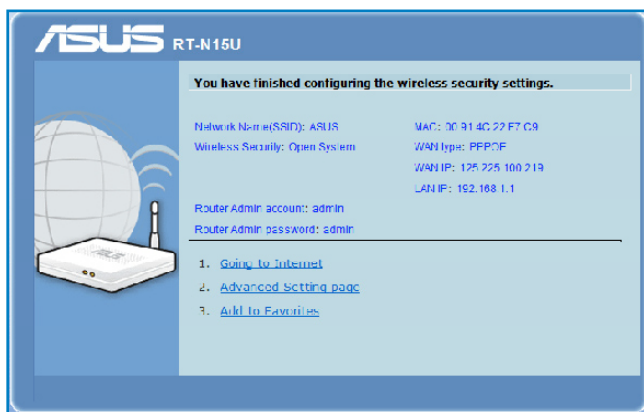 ASUS RT-N15U
You have finished configuring the wireless security settings.
Network Name(SSID): ASUS
Wireless Security: Open System
MAC: 00 91 4C 22 F7 C9
WAN type: PPPOE
WAN IP: 125 225 100 219
LAN IP: 192.168.1.1
Router Admin account: admin
Router Admin password: admin
1. Going to Internet
2. Advanced Setting page
3. Add to Favorites